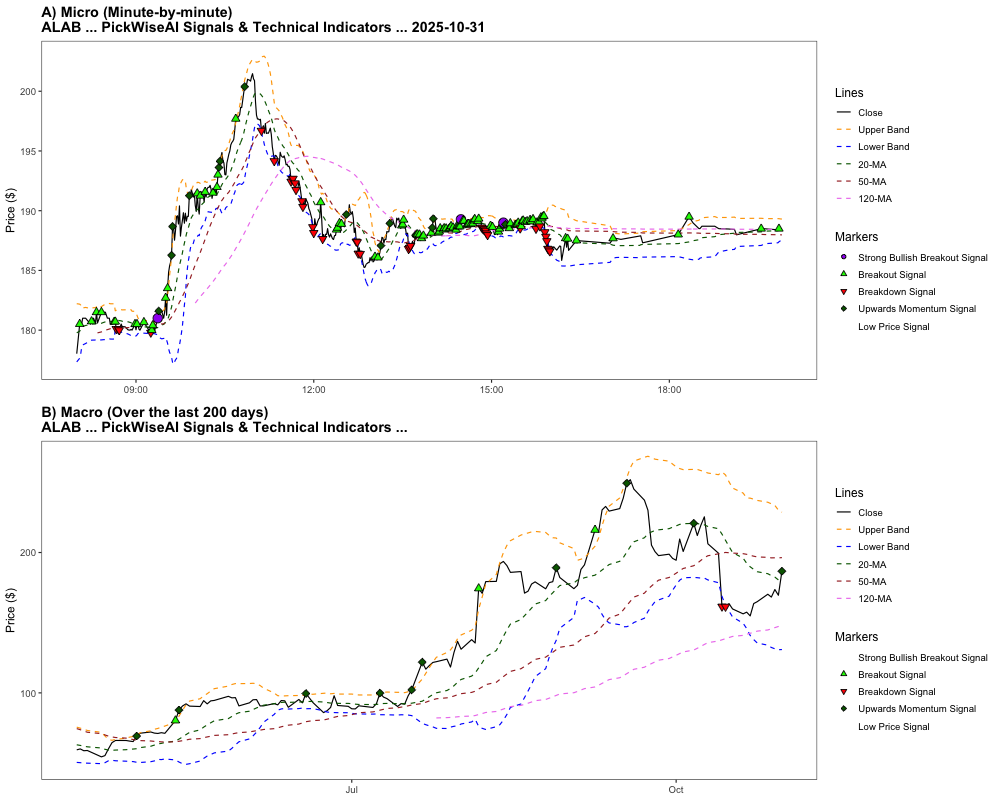 A) Micro (Minute-by-minute)
ALAB ... PickWiseAI Signals & Technical Indicators ... 2025-10-31
Price ($)
200
195
190
185
180
09:00
12:00
15:00
18:00
Lines
Close
Upper Band
Lower Band
20-MA
50-MA
120-MA
Markers
Strong Bullish Breakout Signal
Breakout Signal
Breakdown Signal
Upwards Momentum Signal
Low Price Signal
B) Macro (Over the last 200 days)
ALAB ... PickWiseAI Signals & Technical Indicators ...
Price ($)
200
100
Jul
Oct
Lines
Close
Upper Band
Lower Band
20-MA
50-MA
120-MA
Markers
Strong Bullish Breakout Signal
Breakout Signal
Breakdown Signal
Upwards Momentum Signal
Low Price Signal